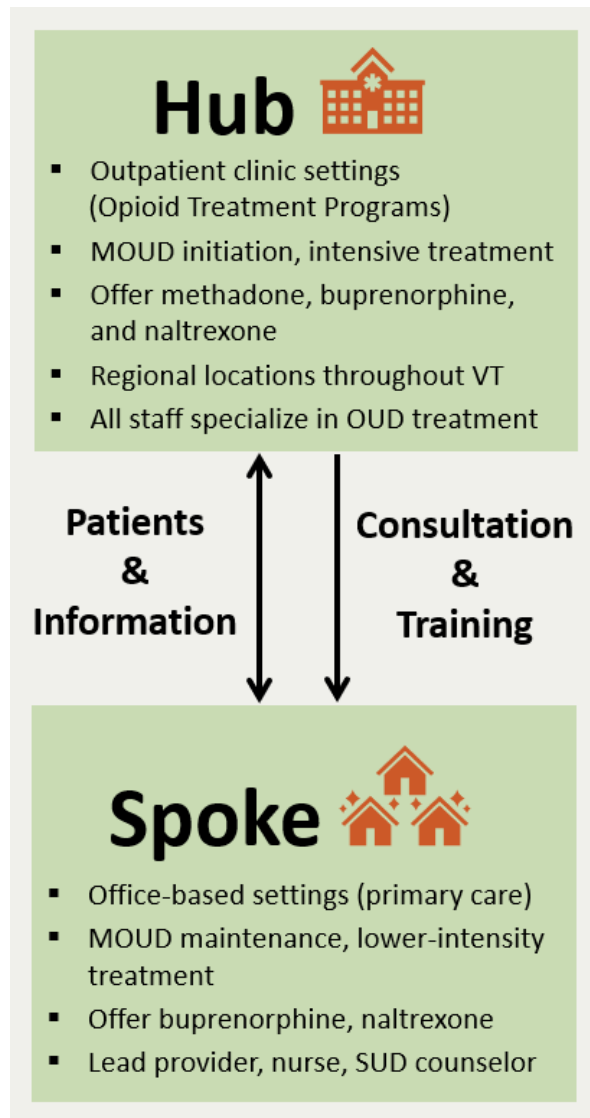 Hub
▪ Outpatient clinic settings
(Opioid Treatment Programs)
▪ MOUD initiation, intensive treatment
▪ Offer methadone, buprenorphine,
and naltrexone
▪ Regional locations throughout VT
▪ All staff specialize in OUD treatment
Patients
&
Information
Consultation
&
Training
Spoke
▪ Office-based settings (primary care)
▪ MOUD maintenance, lower-intensity
treatment
▪ Offer buprenorphine, naltrexone
▪ Lead provider, nurse, SUD counselor